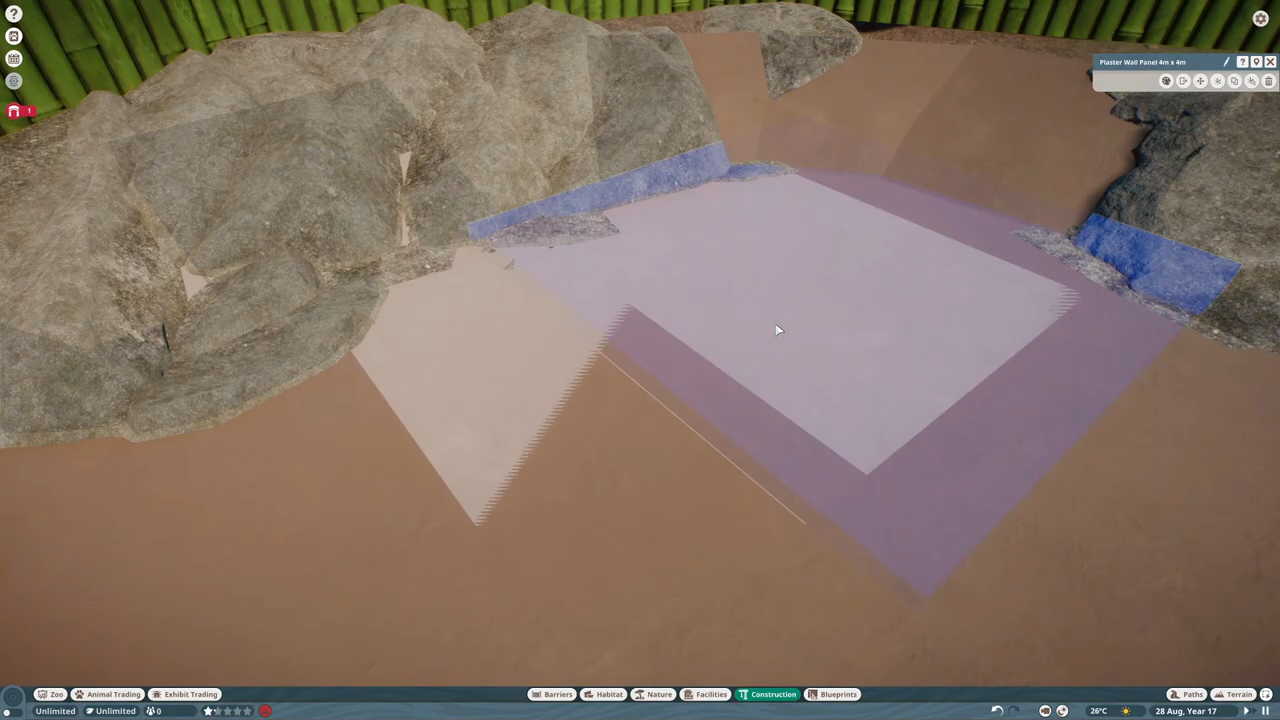 ?
1
Plaster Wall Panel 4m x 4m
?
Zoo
Animal Trading
Exhibit Trading
Barriers
Habitat
Nature
Facilities
Construction
Blueprints
Paths
Terrain
Unlimited
Unlimited
0
26°C
28 Aug, Year 17